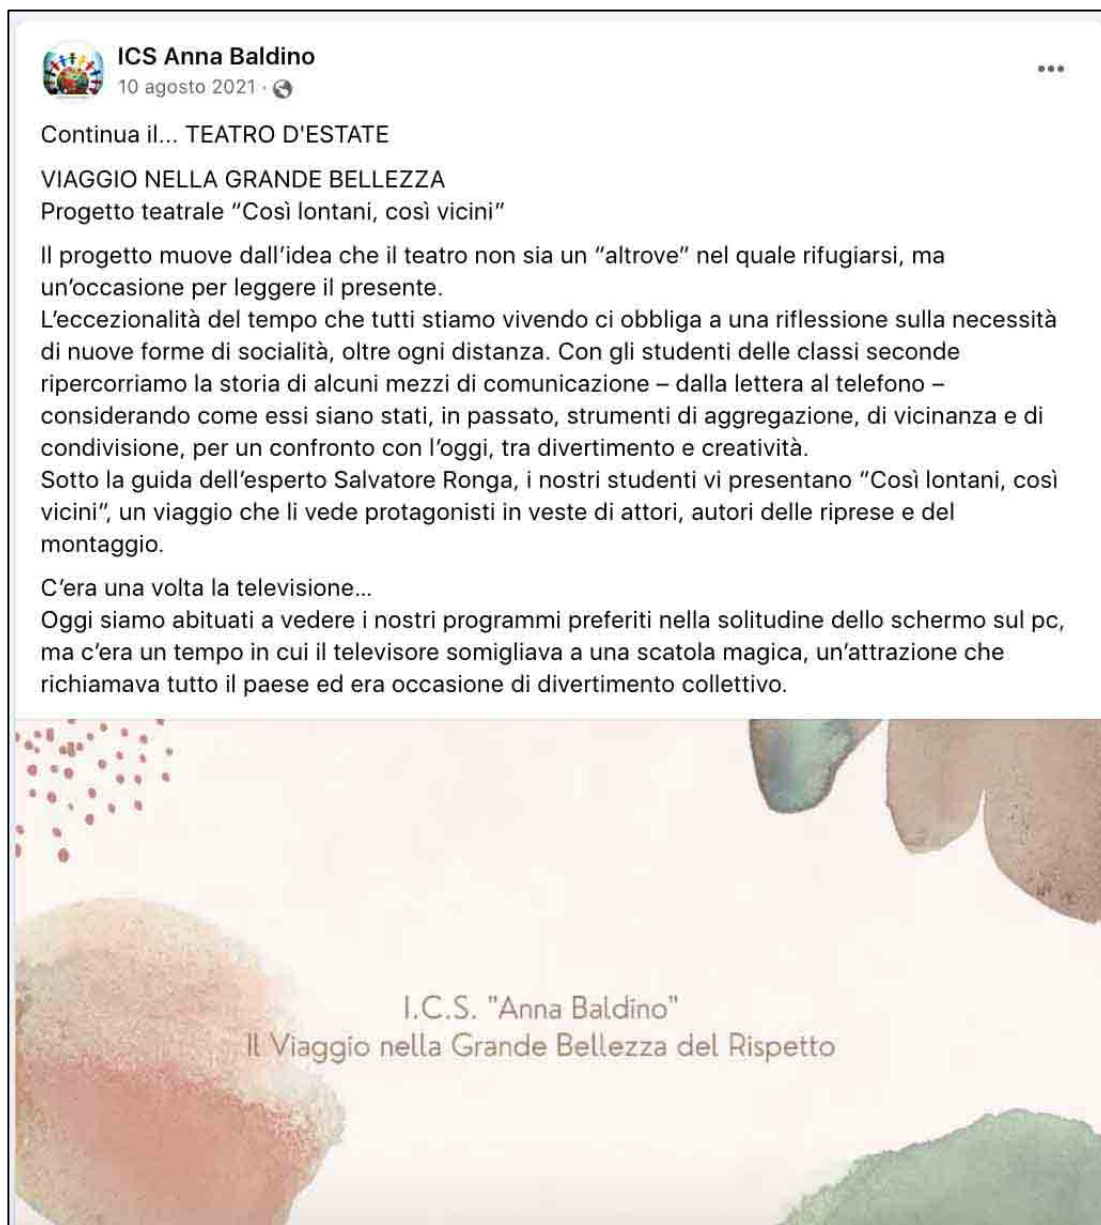 ICS Anna Baldino
10 agosto 2021 ·
Continua il... TEATRO D'ESTATE
VIAGGIO NELLA GRANDE BELLEZZA
Progetto teatrale "Così lontani, così vicini"
Il progetto muove dall'idea che il teatro non sia un "altrove" nel quale rifugiarsi, ma
un'occasione per leggere il presente.
L'eccezionalità del tempo che tutti stiamo vivendo ci obbliga a una riflessione sulla necessità
di nuove forme di socialità, oltre ogni distanza. Con gli studenti delle classi seconde
ripercorriamo la storia di alcuni mezzi di comunicazione – dalla lettera al telefono –
considerando come essi siano stati, in passato, strumenti di aggregazione, di vicinanza e di
condivisione, per un confronto con l'oggi, tra divertimento e creatività.
Sotto la guida dell'esperto Salvatore Ronga, i nostri studenti vi presentano "Così lontani, così
vicini", un viaggio che li vede protagonisti in veste di attori, autori delle riprese e del
montaggio.
C'era una volta la televisione...
Oggi siamo abituati a vedere i nostri programmi preferiti nella solitudine dello schermo sul pc,
ma c'era un tempo in cui il televisore somigliava a una scatola magica, un'attrazione che
richiamava tutto il paese ed era occasione di divertimento collettivo.
I.C.S. "Anna Baldino"
Il Viaggio nella Grande Bellezza del Rispetto